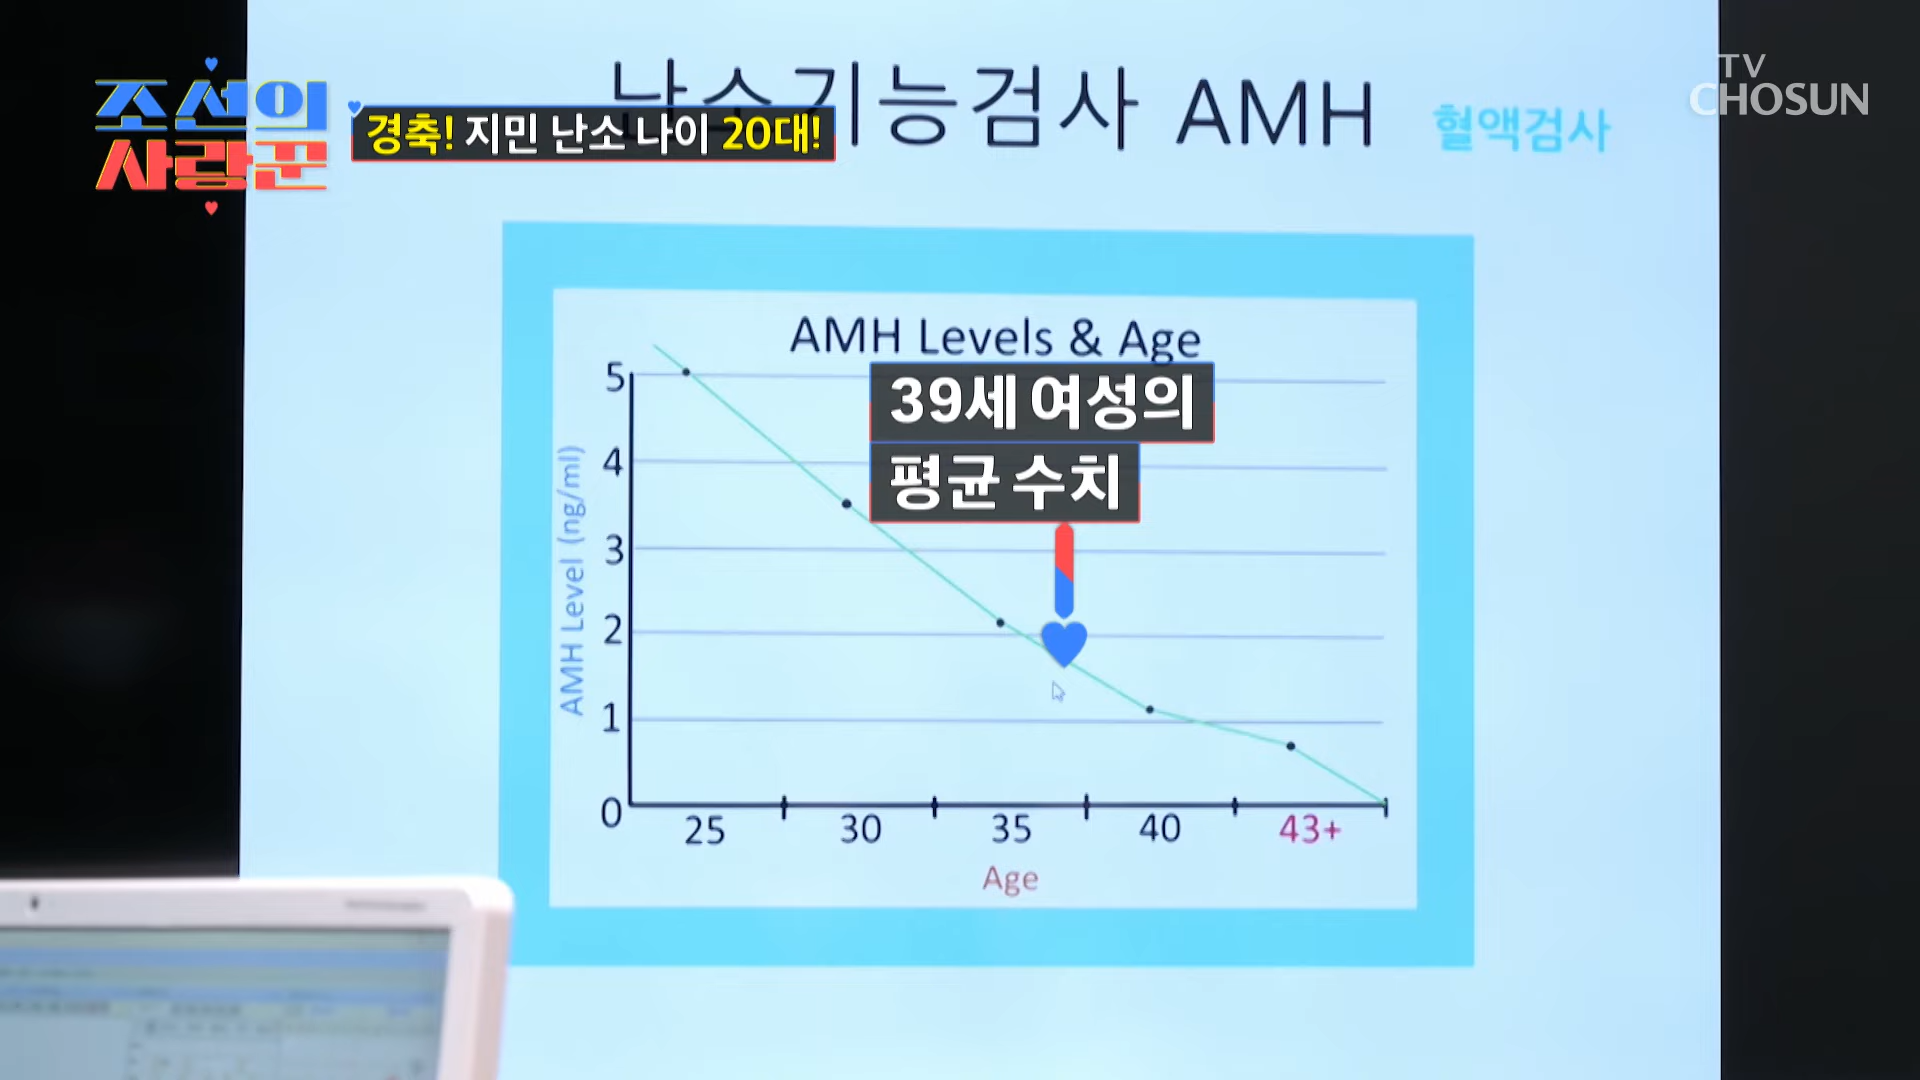 조선의
사랑꾼
경축! 지민 난소 나이 20대!
난소기능검사 AMH
혈액검사
TV
CHOSUN
AMH Levels & Age
39세 여성의
평균 수치
AMH Level (ng/ml)
5
4
3
2
1
0
25 30 35 40 43+
Age